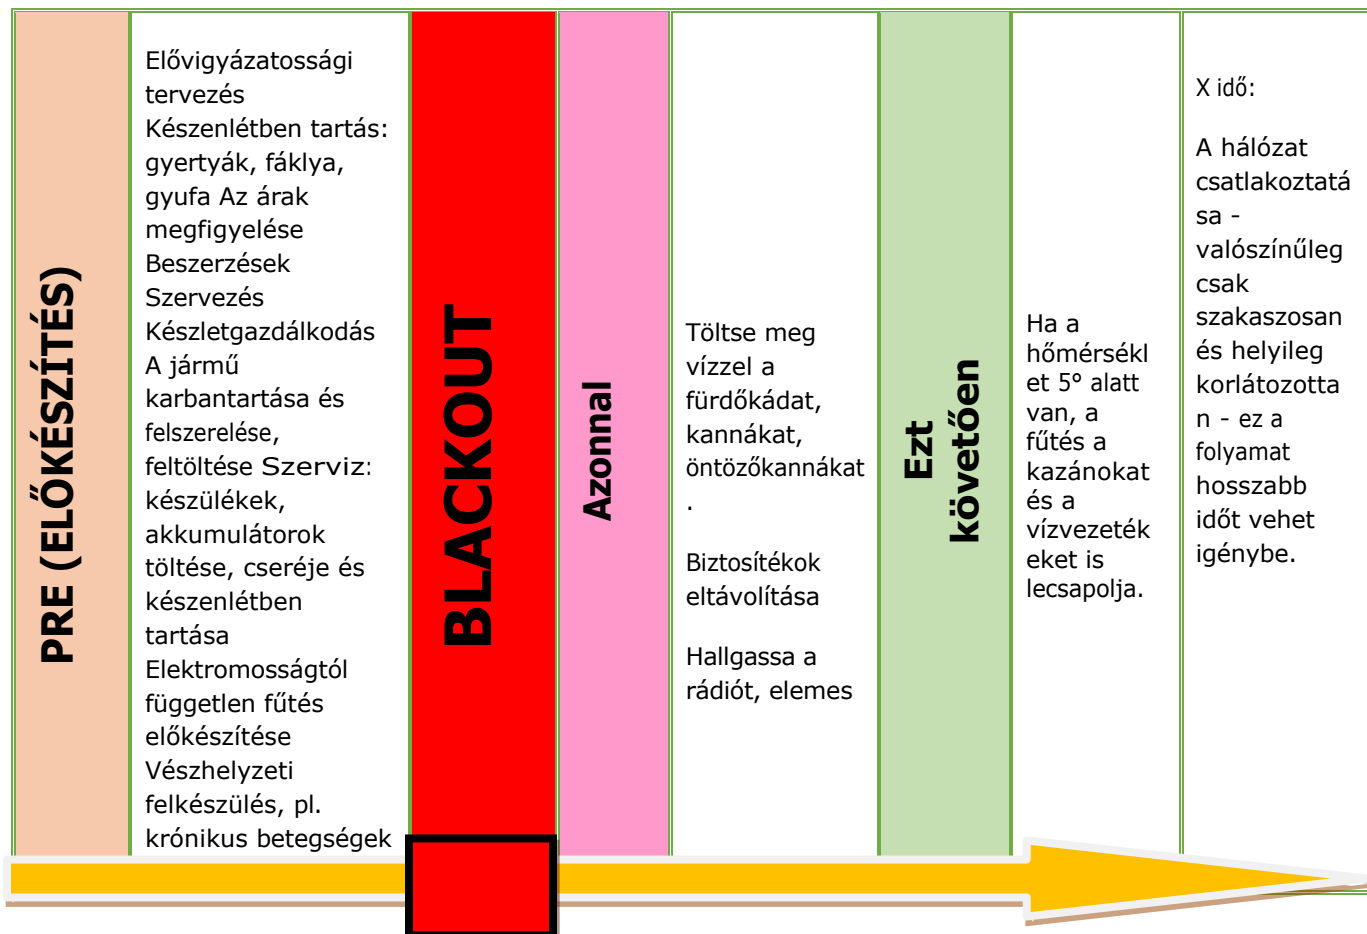 PRE (ELŐKÉSZÍTÉS)
Elővigyázatossági
tervezés
Készenlétben tartás:
gyertyák, fáklya,
gyufa Az árak
megfigyelése
Beszerzések
Szervezés
Készletgazdálkodás
A jármű
karbantartása és
felszerelése,
feltöltése Szerviz:
készülékek,
akkumulátorok
töltése, cseréje és
készenlétben
tartása
Elektromosságtól
független fűtés
előkészítése
Vészhelyzeti
felkészülés, pl.
krónikus betegségek
BLACKOUT
Azonnal
Töltse meg
vízzel a
fürdőkádat,
kannákat,
öntözőkannákat
.
Biztosítékok
eltávolítása
Hallgassa a
rádiót, elemes
Ezt
követően
Ha a
hőmérsékl
et 5° alatt
van, a
fűtés a
kazánokat
és a
vízvezeték
eket is
lecsapolja.
X idő:
A hálózat
csatlakoztatá
sa -
valószínűleg
csak
szakaszosan
és helyileg
korlátozotta
n - ez a
folyamat
hosszabb
időt vehet
igénybe.